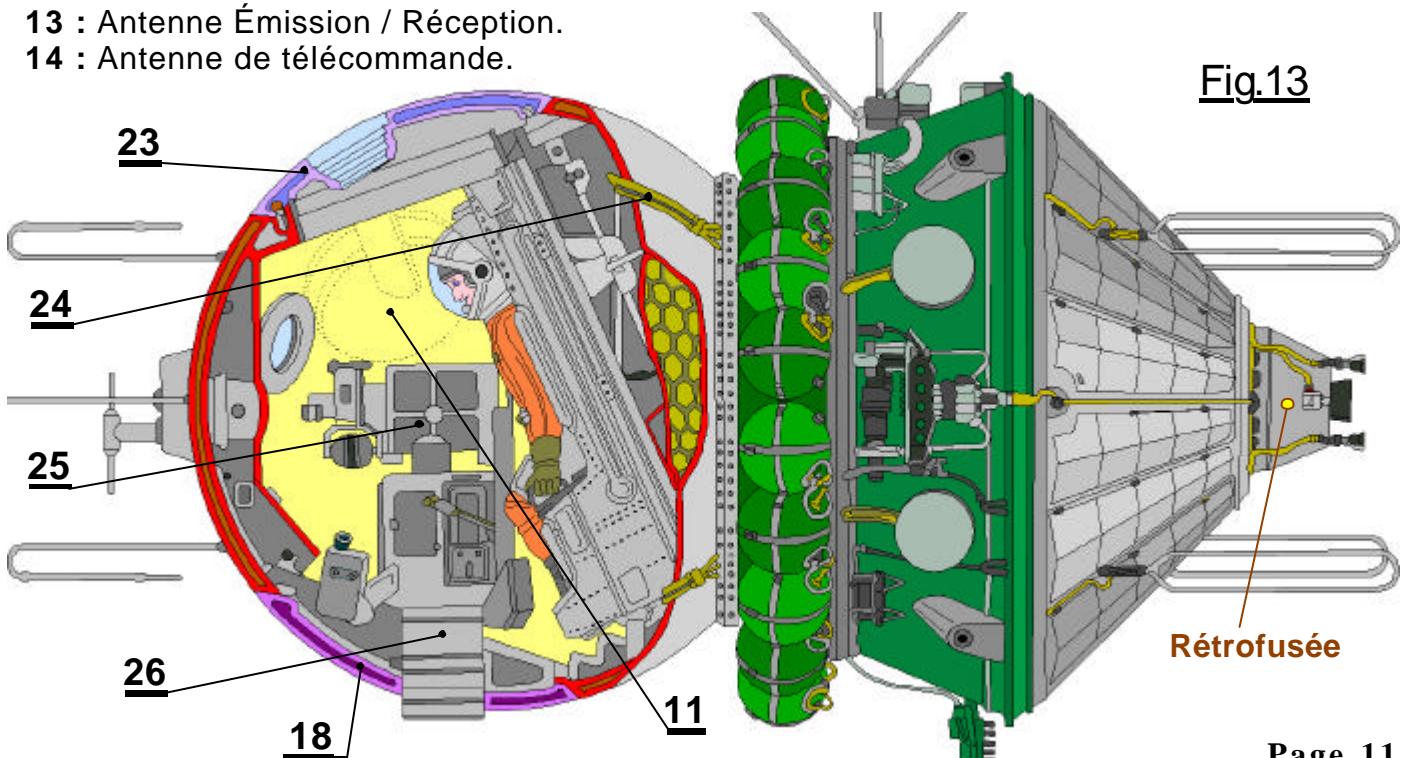 13 : Antenne Émission / Réception.
14 : Antenne de télécommande.
Fig.13
23
24
25
26
18
11
Rétrofusée
Page 11